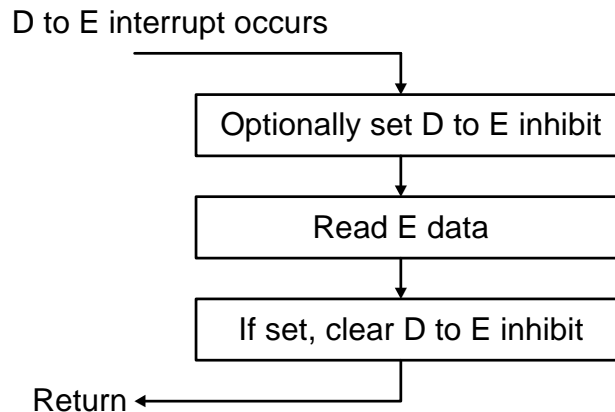 D to E interrupt occurs
Optionally set D to E inhibit
Read E data
If set, clear D to E inhibit
Return